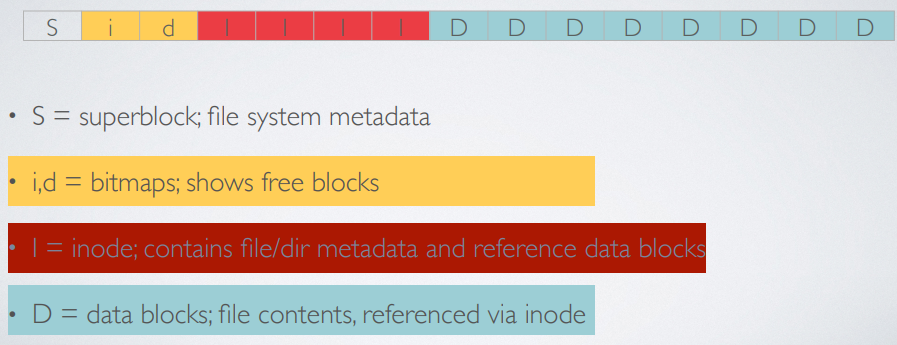 S i d I I I I D D D D D D D D
• S = superblock; file system metadata
• i,d = bitmaps; shows free blocks
• I = inode; contains file/dir metadata and reference data blocks
• D = data blocks; file contents, referenced via inode